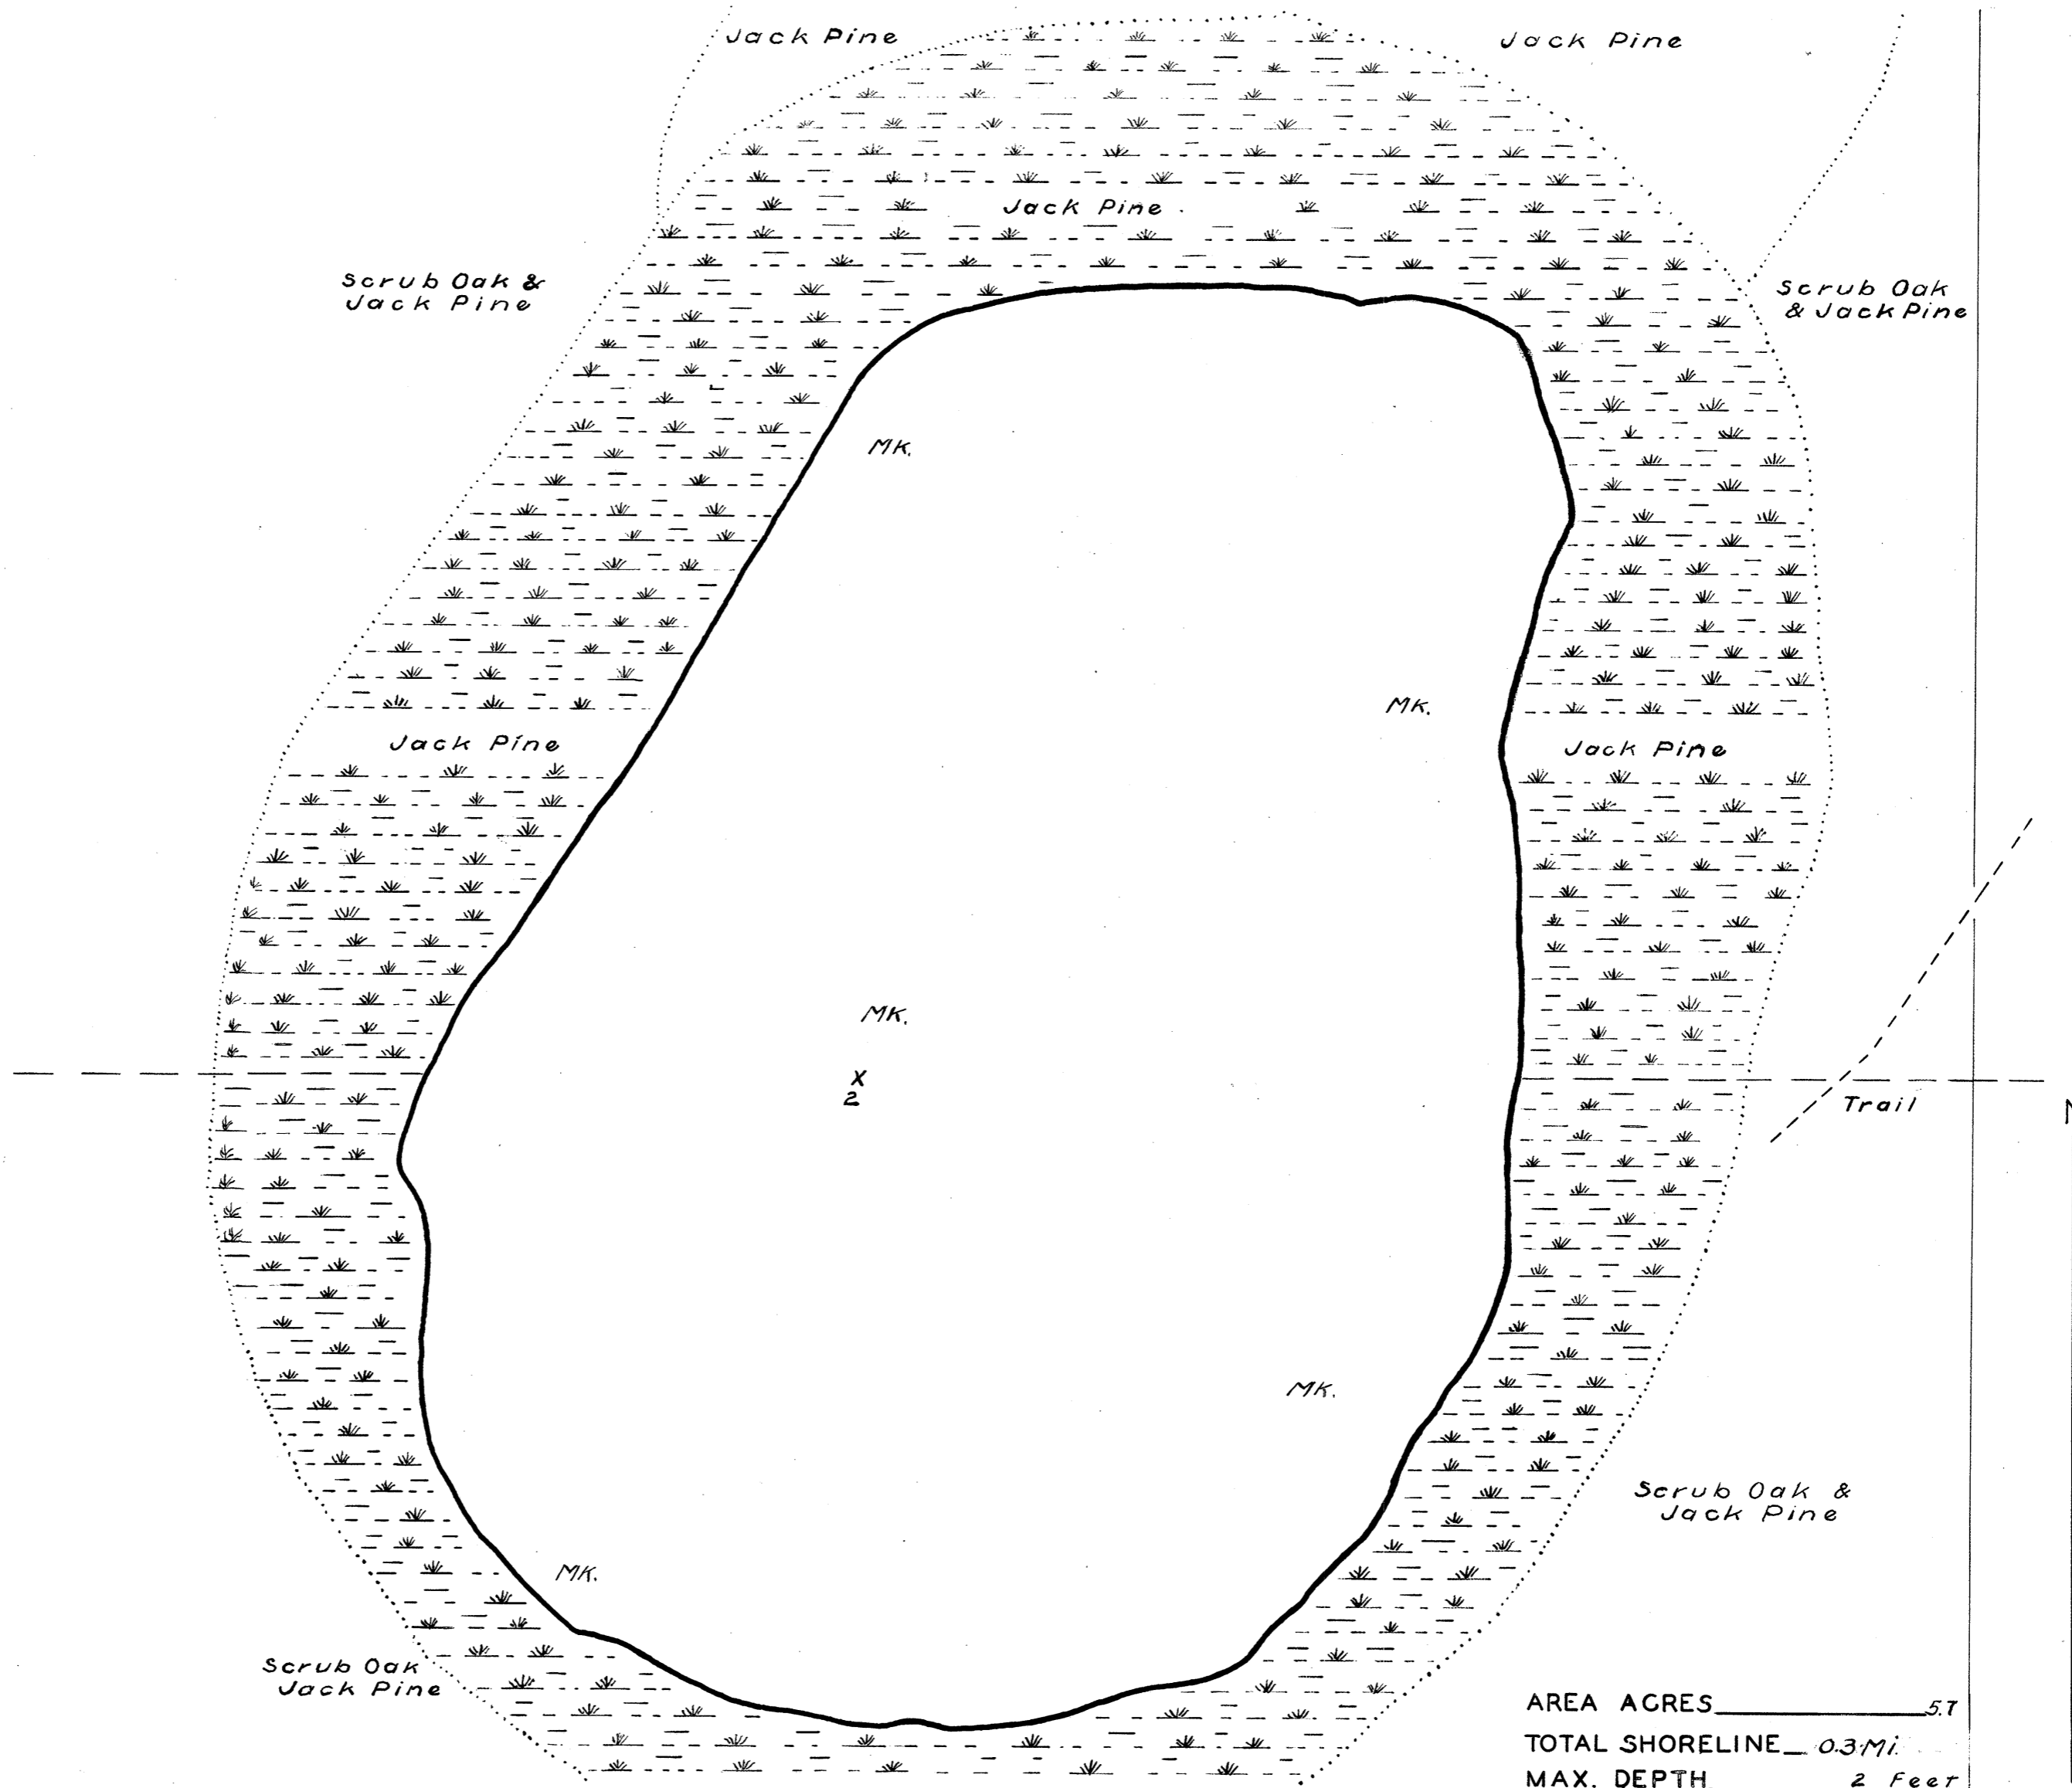 Jack Pine
Jack Pine
Jack Pine
Scrub Oak &
Jack Pine
Scrub Oak
& Jack Pine
MK.
MK.
Jack Pine
Jack Pine
MK.
X
2
Trail
MK.
Scrub Oak &
Jack Pine
MK.
Scrub Oak
Jack Pine
AREA ACRES 5.7
TOTAL SHORELINE 0.3 Mi.
MAX. DEPTH 2 Feet